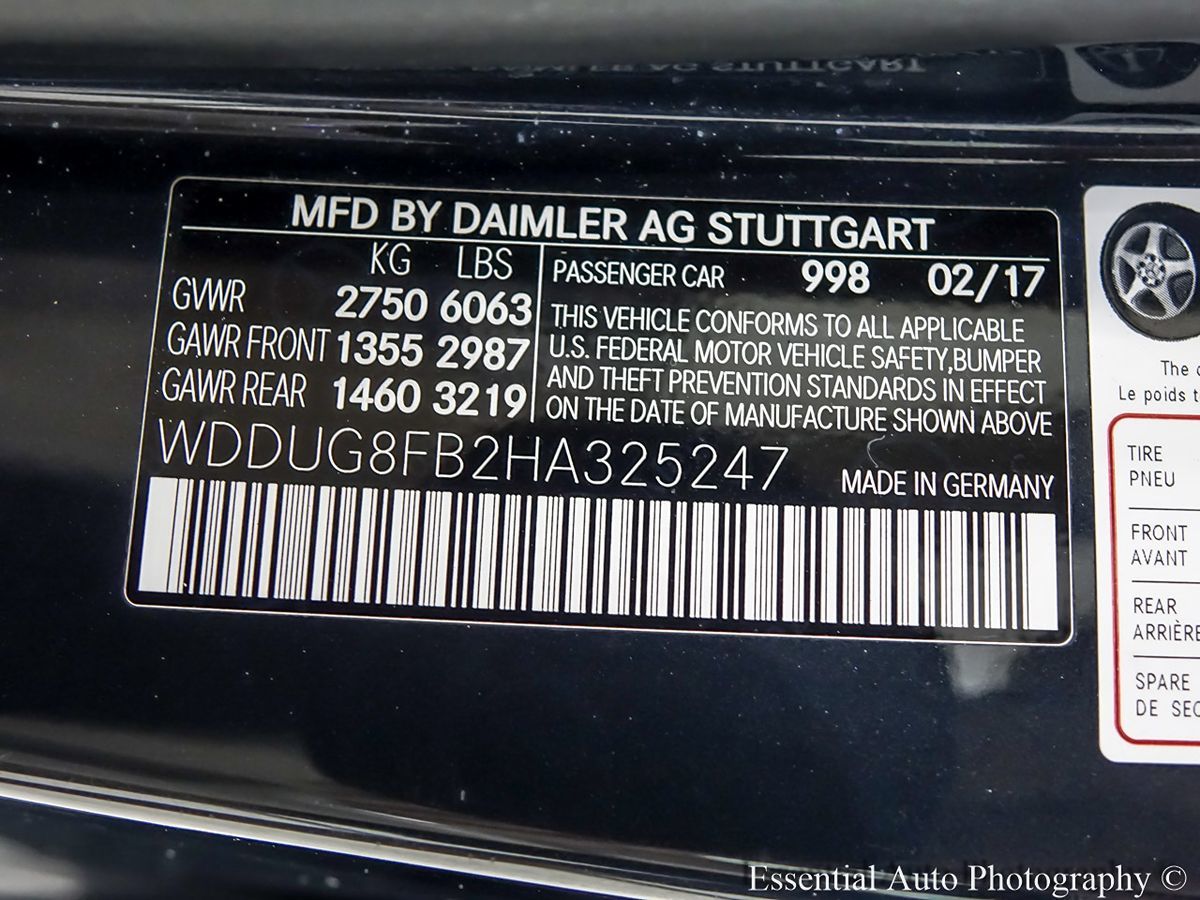 MFD BY DAIMLER AG STUTTGART
KG LBS
GVWR 2750 6063
GAWR FRONT 1355 2987
GAWR REAR 1460 3219
PASSENGER CAR 998 02/17
THIS VEHICLE CONFORMS TO ALL APPLICABLE
U.S. FEDERAL MOTOR VEHICLE SAFETY,BUMPER
AND THEFT PREVENTION STANDARDS IN EFFECT
ON THE DATE OF MANUFACTURE SHOWN ABOVE
WDDUG8FB2HA325247
MADE IN GERMANY
The
Le poids
TIRE
PNEU
FRONT
AVANT
REAR
ARRIÈRE
SPARE
DE
Essential Auto Photography ©